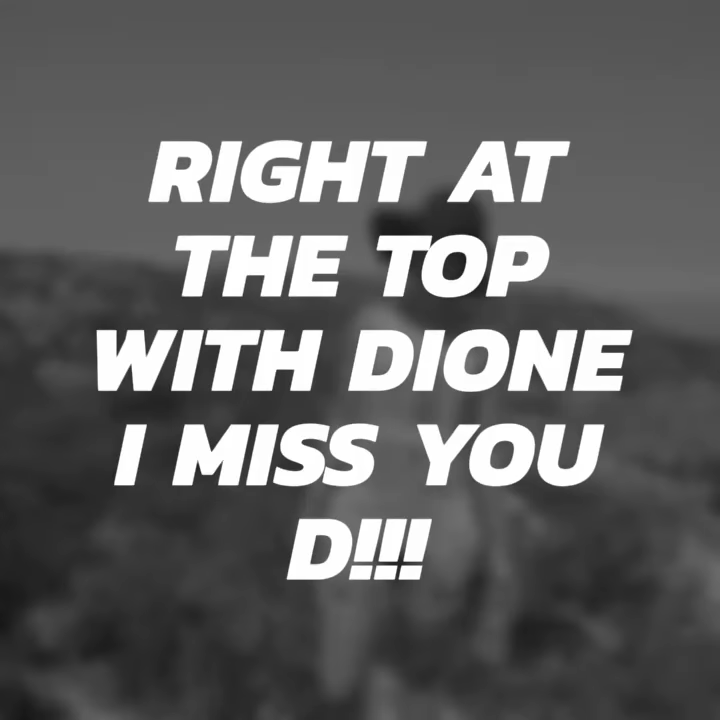 RIGHT AT
THE TOP
WITH DIONE
I MISS YOU
D!!!